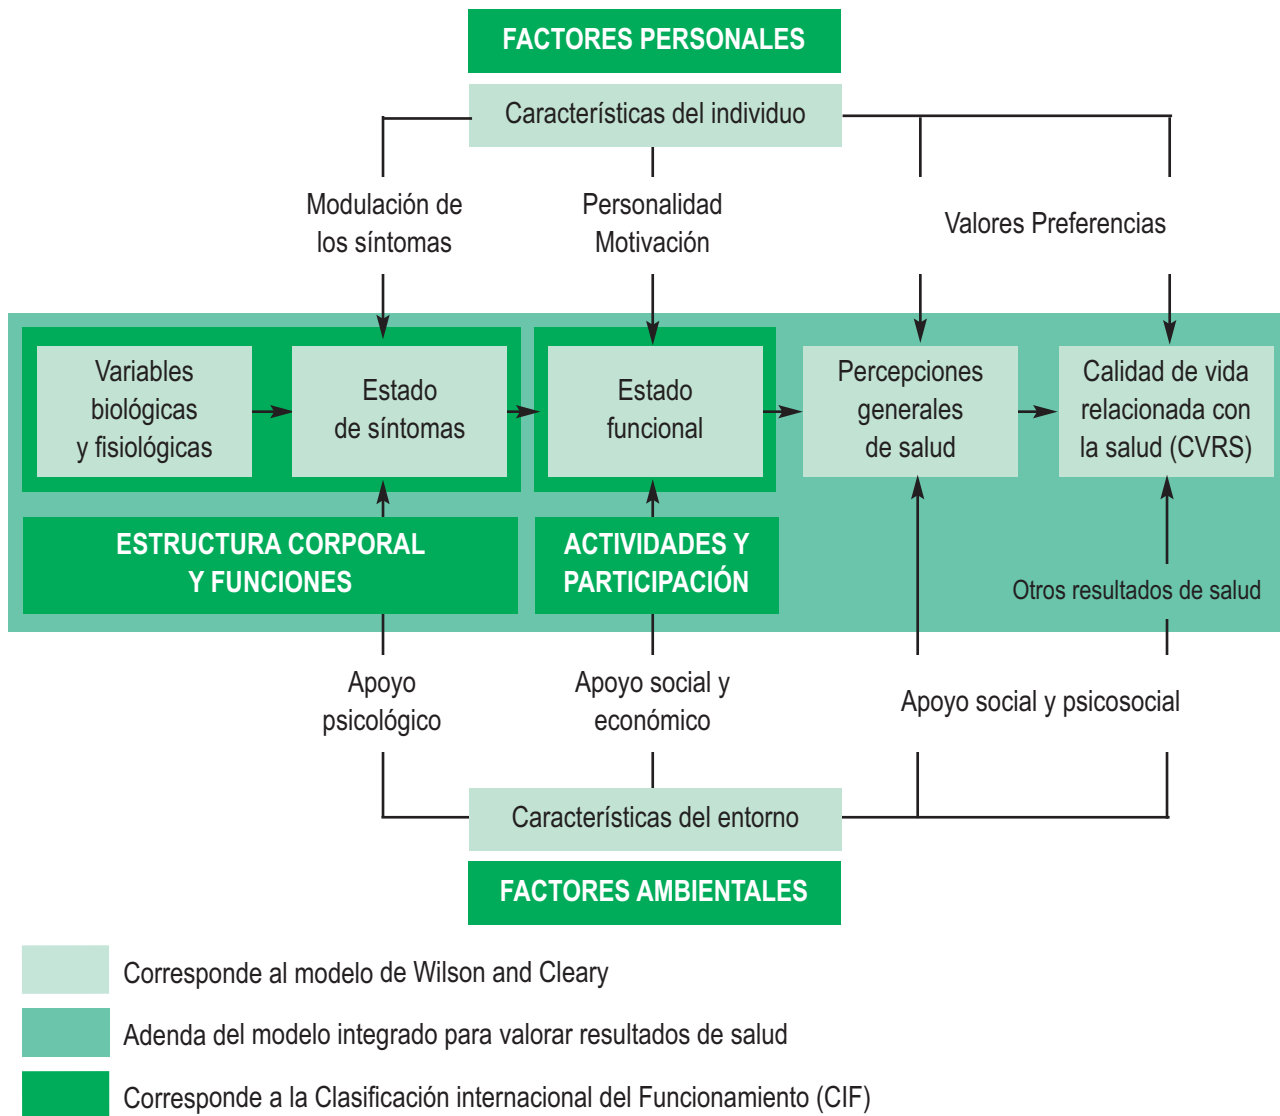 FACTORES PERSONALES
Características del individuo
Modulación de
los síntomas
Personalidad
Motivación
Valores Preferencias
Variables
biológicas
y fisiológicas
Estado
de síntomas
Estado
funcional
Percepciones
generales
de salud
Calidad de vida
relacionada con
la salud (CVRS)
ESTRUCTURA CORPORAL
Y FUNCIONES
ACTIVIDADES Y
PARTICIPACIÓN
Otros resultados de salud
Apoyo
psicológico
Apoyo social y
económico
Apoyo social y psicosocial
Características del entorno
FACTORES AMBIENTALES
Corresponde al modelo de Wilson and Cleary
Adenda del modelo integrado para valorar resultados de salud
Corresponde a la Clasificación internacional del Funcionamiento (CIF)